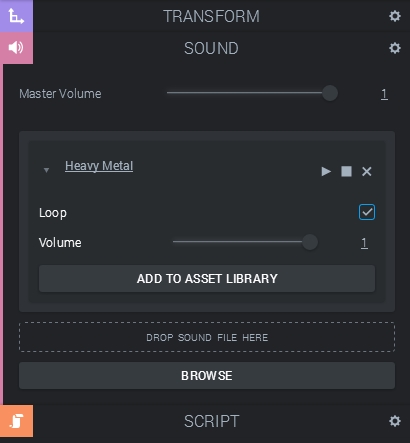 TRANSFORM
SOUND
Master Volume 1
Heavy Metal
Loop
Volume 1
ADD TO ASSET LIBRARY
DROP SOUND FILE HERE
BROWSE
SCRIPT